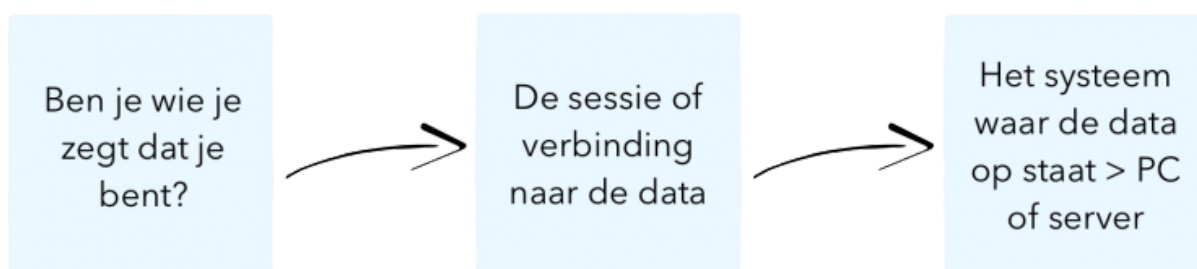 Ben je wie je
zegt dat je
bent?
De sessie of
verbinding
naar de data
Het systeem
waar de data
op staat > PC
of server